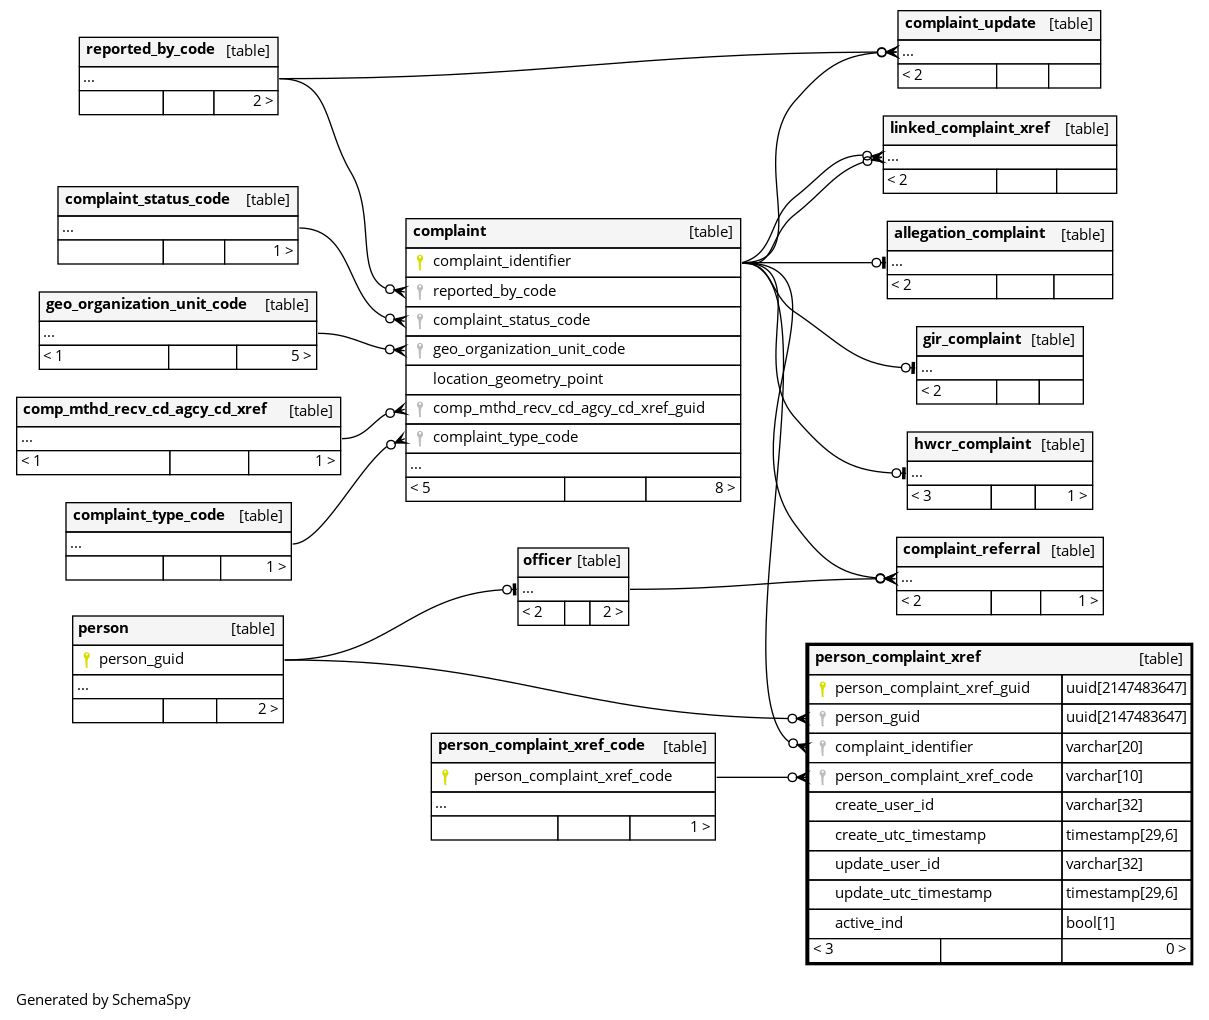 complaint_update [table]
...
< 2
reported_by_code [table]
...
2 >
linked_complaint_xref [table]
...
< 2
complaint_status_code [table]
...
1 >
complaint [table]
complaint_identifier
reported_by_code
complaint_status_code
geo_organization_unit_code
location_geometry_point
comp_mthd_recv_cd_agcy_cd_xref_guid
complaint_type_code
...
< 5 8 >
allegation_complaint [table]
...
< 2
geo_organization_unit_code [table]
...
< 1 5 >
gir_complaint [table]
...
< 2
comp_mthd_recv_cd_agcy_cd_xref [table]
...
< 1 1 >
hwcr_complaint [table]
...
< 3 1 >
complaint_type_code [table]
...
1 >
complaint_referral [table]
...
< 2 1 >
officer [table]
...
< 2 2 >
person [table]
person_guid
...
2 >
person_complaint_xref [table]
person_complaint_xref_guid uuid[2147483647]
person_guid uuid[2147483647]
complaint_identifier varchar[20]
person_complaint_xref_code varchar[10]
create_user_id varchar[32]
create_utc_timestamp timestamp[29,6]
update_user_id varchar[32]
update_utc_timestamp timestamp[29,6]
active_ind bool[1]
< 3 0 >
person_complaint_xref_code [table]
person_complaint_xref_code
...
1 >
Generated by SchemaSpy